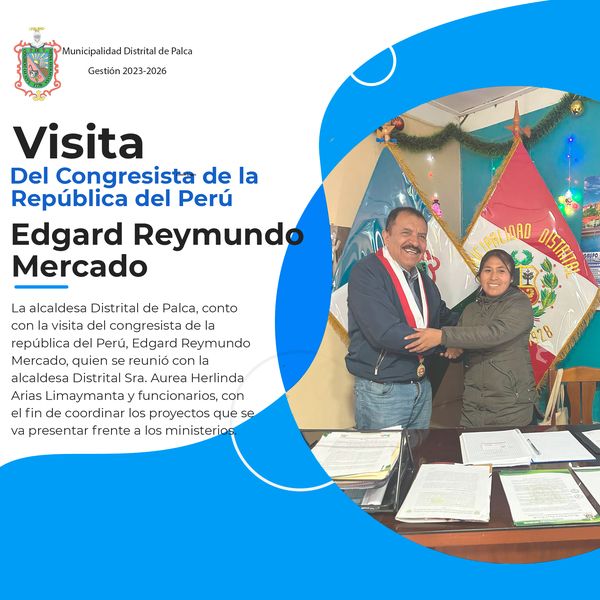 Municipalidad Distrital de Palca
Gestión 2023-2026
Visita
Del Congresista de la
República del Perú
Edgard Reymundo
Mercado
La alcaldesa Distrital de Palca, conto
con la visita del congresista de la
república del Perú, Edgard Reymundo
Mercado, quien se reunió con la
alcaldesa Distrital Sra. Aurea Herlinda
Arias Limaymanta y funcionarios, con
el fin de coordinar los proyectos que se
va presentar frente a los ministerios.
DISTRITAL